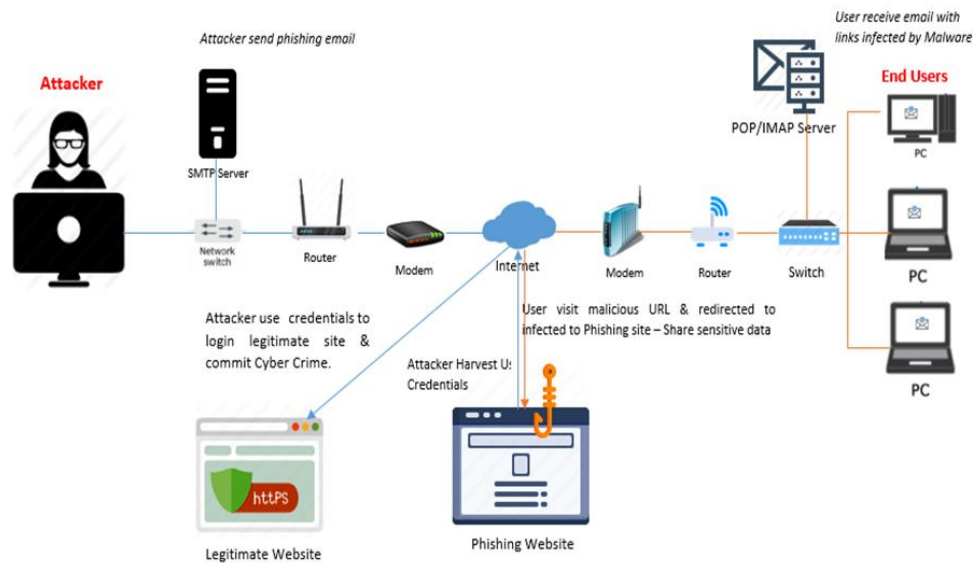 Attacker send phishing email
User receive email with
links infected by Malware
Attacker
End Users
SMTP Server
POP/IMAP Server
PC
Network
switch
Router
Modem
Internet
Modem
Router
Switch
PC
PC
Attacker use credentials to
login legitimate site &
commit Cyber Crime.
User visit malicious URL & redirected to
infected to Phishing site – Share sensitive data
Attacker Harvest Us
Credentials
httPS
Legitimate Website
Phishing Website